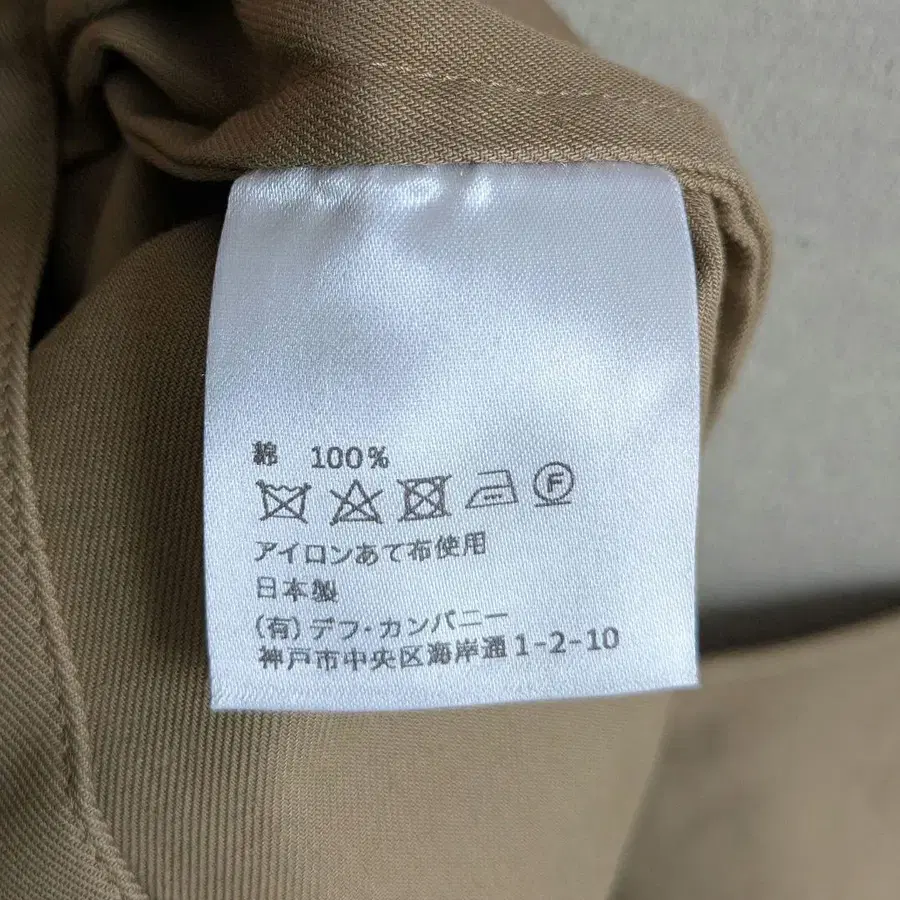 綿 100%
F
アイロンあて布使用
日本製
(有)デフ・カンパニー
神戸市中央区海岸通1-2-10